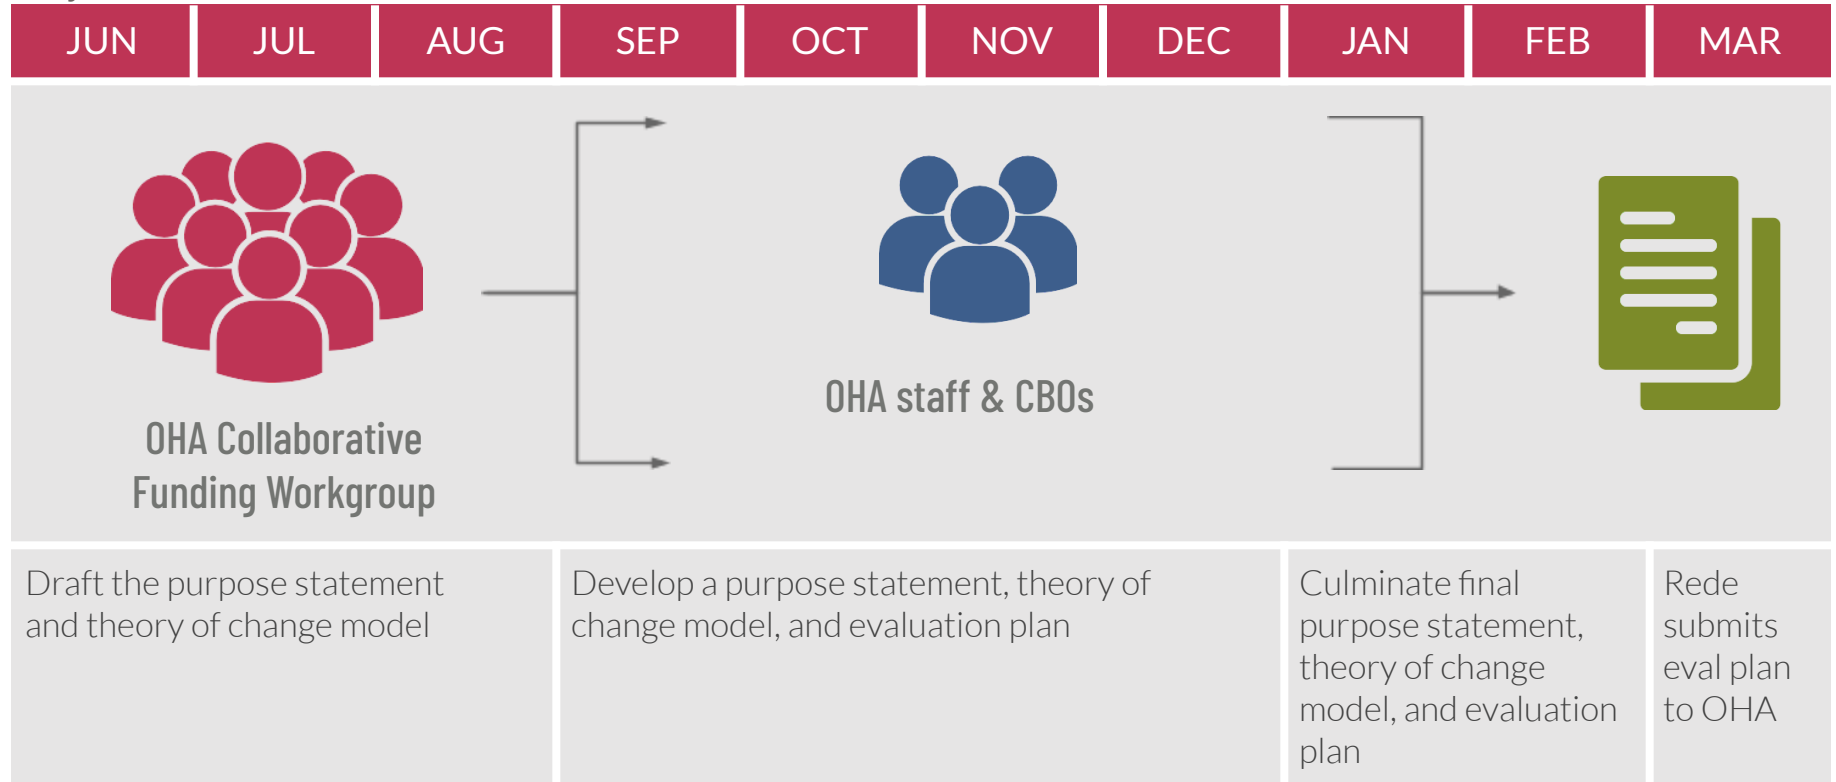 JUN JUL AUG SEP OCT NOV DEC JAN FEB MAR
OHA Collaborative
Funding Workgroup
OHA staff & CBOs
Draft the purpose statement
and theory of change model
Develop a purpose statement, theory of
change model, and evaluation plan
Culminate final
purpose statement,
theory of change
model, and evaluation
plan
Rede
submits
eval plan
to OHA